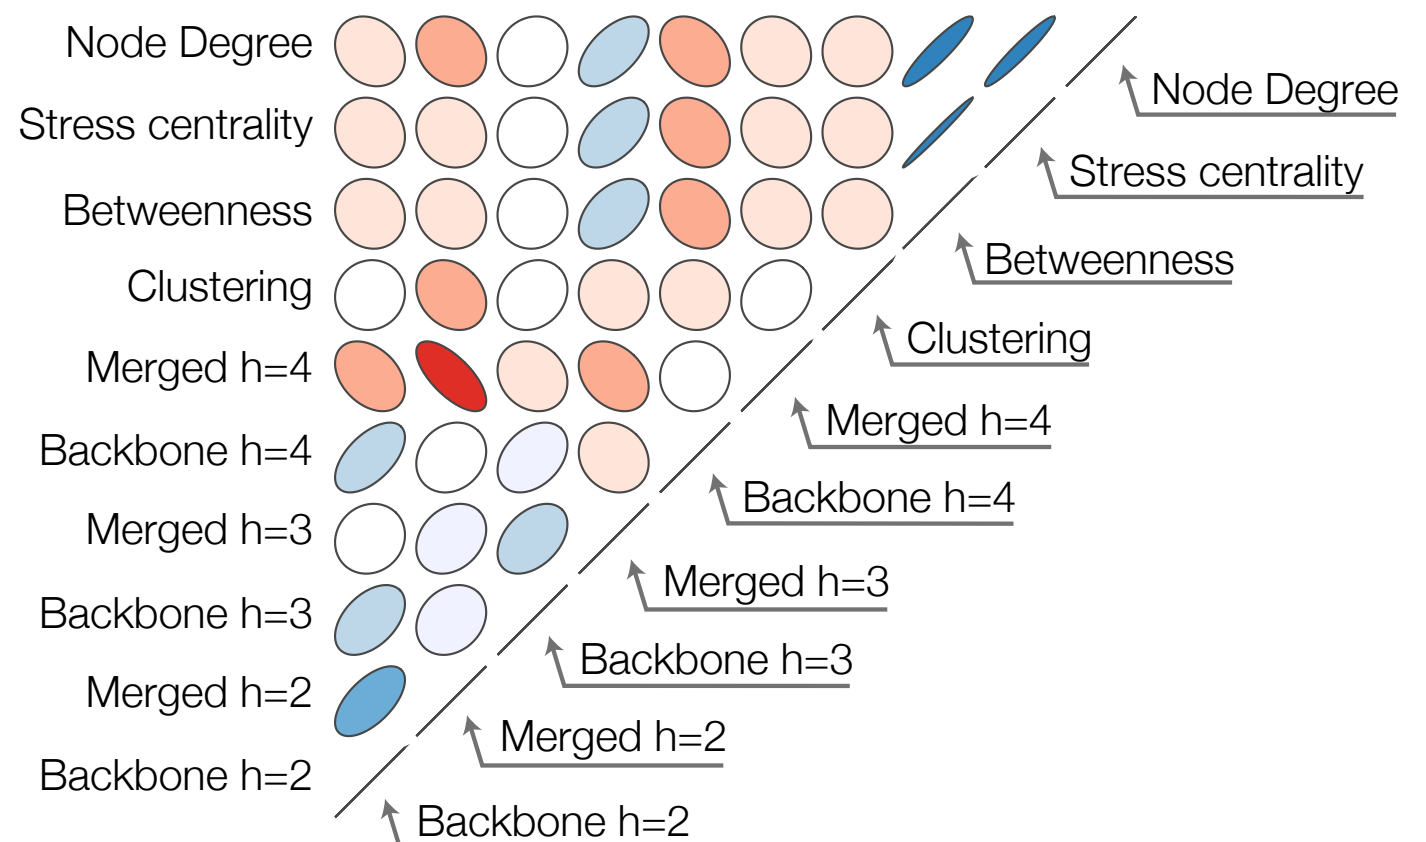 Node Degree
Stress centrality
Betweenness
Clustering
Merged h=4
Backbone h=4
Merged h=3
Backbone h=3
Merged h=2
Backbone h=2
Node Degree
Stress centrality
Betweenness
Clustering
Merged h=4
Backbone h=4
Merged h=3
Backbone h=3
Merged h=2
Backbone h=2